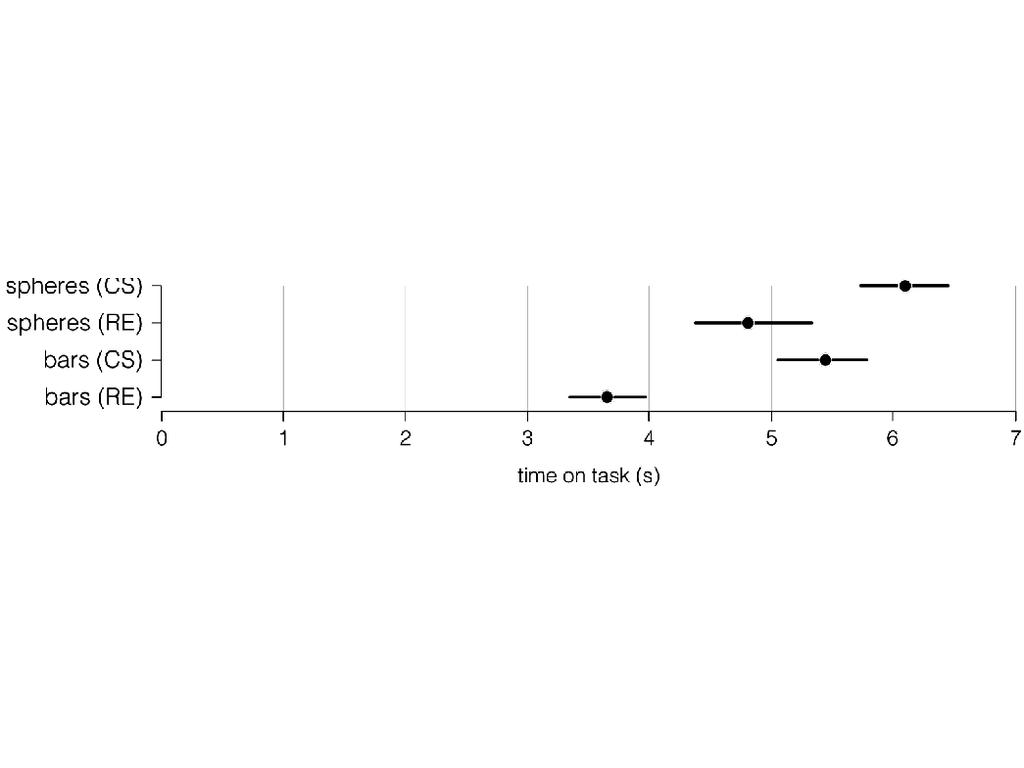 spheres (CS)
spheres (RE)
bars (CS)
bars (RE)
0 1 2 3 4 5 6 7
time on task (s)